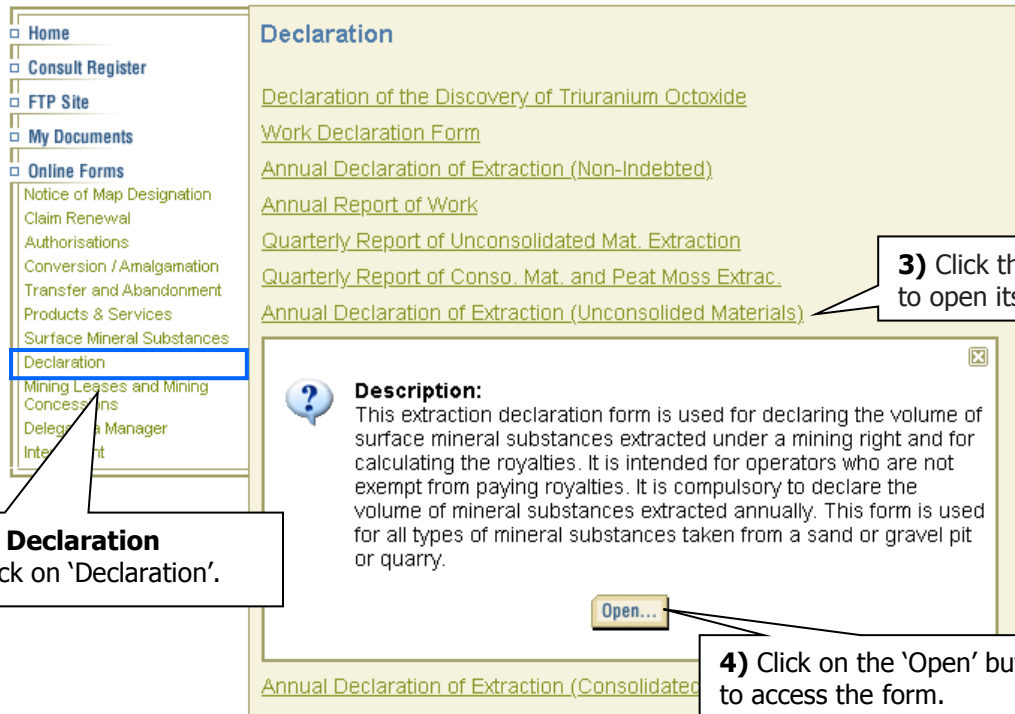 Home
Consult Register
FTP Site
My Documents
Online Forms
Notice of Map Designation
Claim Renewal
Authorisations
Conversion / Amalgamation
Transfer and Abandonment
Products & Services
Surface Mineral Substances
Declaration
Mining Leases and Mining
a Manager
Declaration
ck on ‘Declaration’.
Declaration
Declaration of the Discovery of Triuranium Octoxide
Work Declaration Form
Annual Declaration of Extraction (Non-Indebted)
Annual Report of Work
Quarterly Report of Unconsolidated Mat. Extraction
Quarterly Report of Conso. Mat. and Peat Moss Extrac.
Annual Declaration of Extraction (Unconsolided Materials)
3) Click th
to open its
Description:
This extraction declaration form is used for declaring the volume of
surface mineral substances extracted under a mining right and for
calculating the royalties. It is intended for operators who are not
exempt from paying royalties. It is compulsory to declare the
volume of mineral substances extracted annually. This form is used
for all types of mineral substances taken from a sand or gravel pit
or quarry.
Open...
4) Click on the ‘Open’ bu
to access the form.
Annual Declaration of Extraction (Consolidated